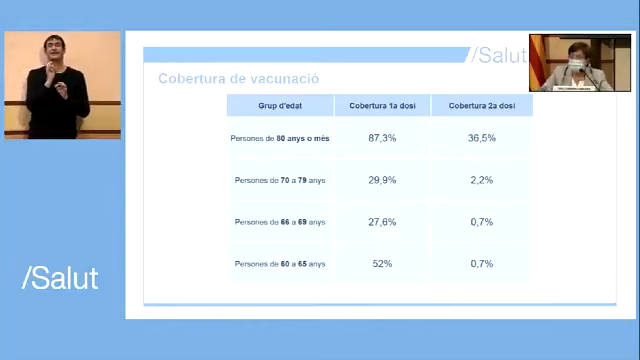 /Salut
Cobertura de vacunació
Grup d'edat Cobertura 1a dosi Cobertura 2a dosi
Persones de 80 anys o més 87,3% 36,5%
Persones de 70 a 79 anys 29,9% 2,2%
Persones de 66 a 69 anys 27,6% 0,7%
Persones de 60 a 65 anys 52% 0,7%
/Salut